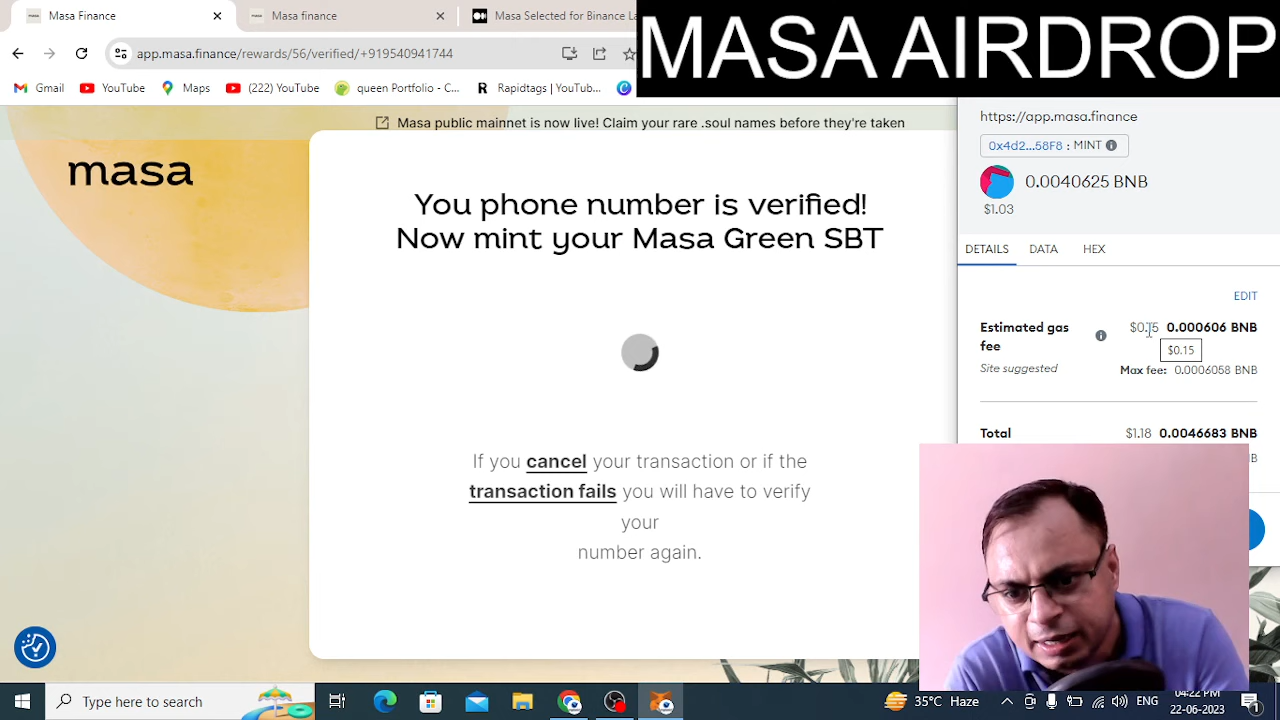 Masa Finance
Masa finance
Masa Selected for Binance La
MASA AIRDROP
app.masa.finance/rewards/56/verified/+919540941744
Gmail
YouTube
Maps
(222) YouTube
queen Portfolio - C...
Rapidtags | YouTub...
Masa public mainnet is now live! Claim your rare .soul names before they're taken
masa
You phone number is verified!
Now mint your Masa Green SBT
If you cancel your transaction or if the
transaction fails you will have to verify
your
number again.
https://app.masa.finance
0x4d2...58F8 : MINT
0.0040625 BNB
$1.03
DETAILS
DATA
HEX
EDIT
Estimated gas
fee
$0.15 0.000606 BNB
$0.15
Site suggested
Max fee: 0.0006058 BNB
Total
$1.18 0.0046683 BNB
Type here to search
35°C Haze
ENG
04:22 PM
22-06-2023